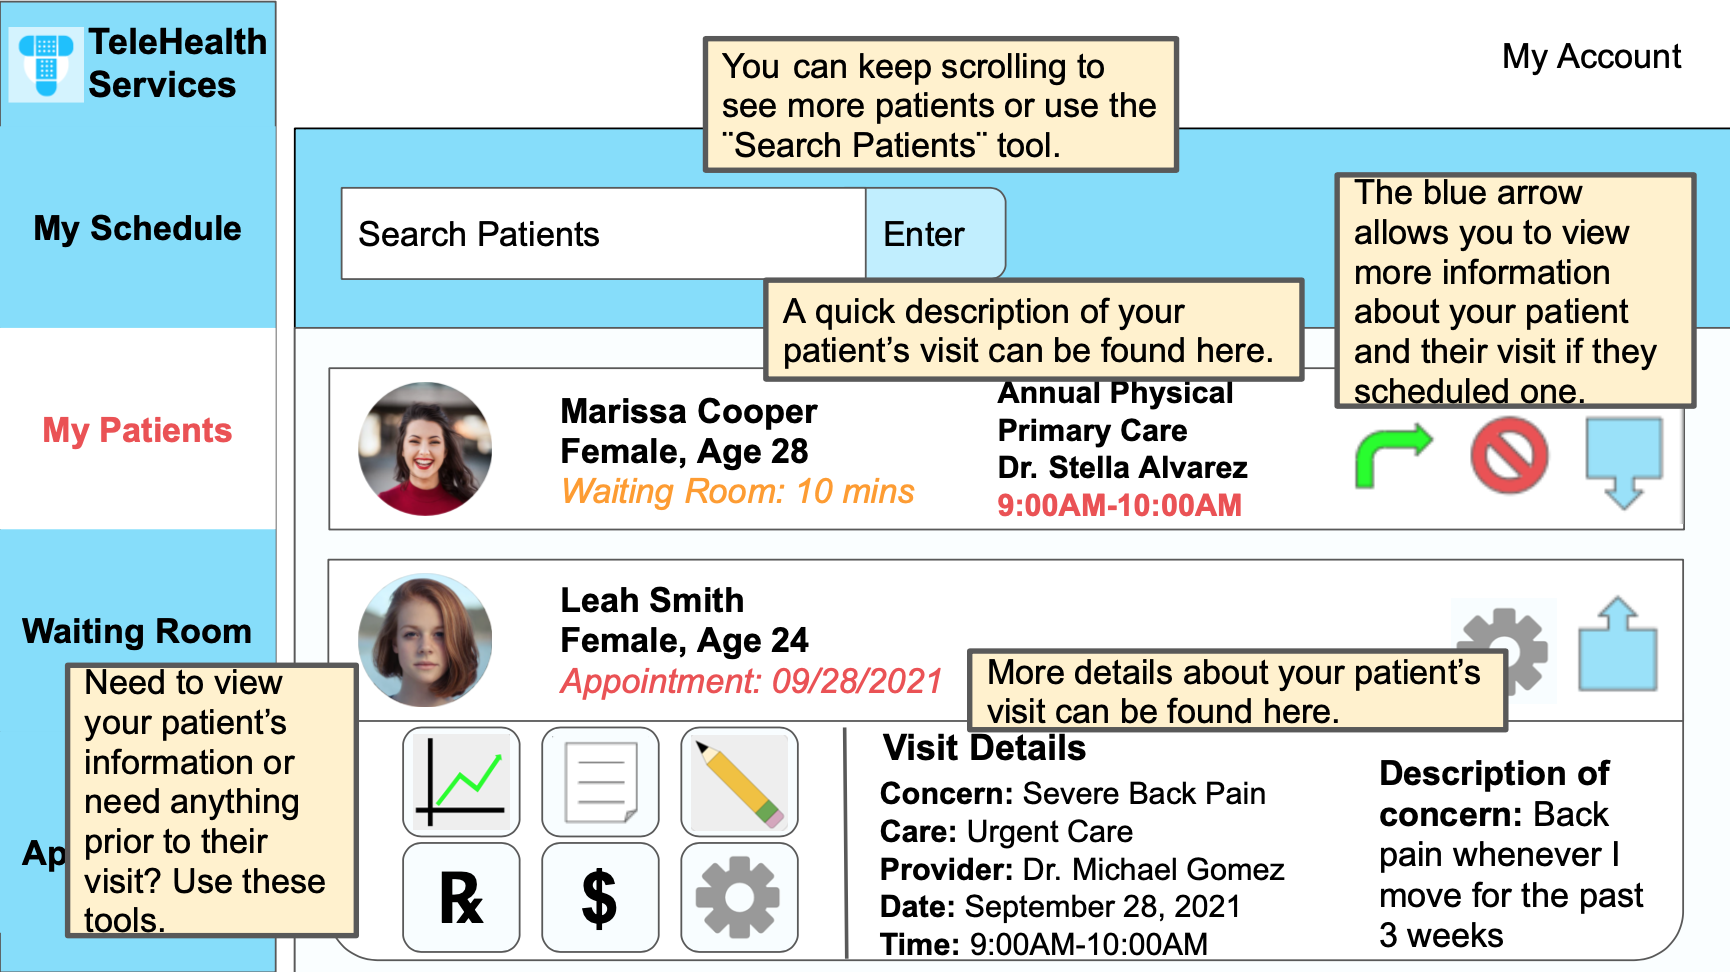 TeleHealth
Services
My Account
You can keep scrolling to
see more patients or use the
¨Search Patients¨ tool.
My Schedule
Search Patients
Enter
The blue arrow
allows you to view
more information
about your patient
and their visit if they
scheduled one.
A quick description of your
patient’s visit can be found here.
My Patients
Marissa Cooper
Female, Age 28
Waiting Room: 10 mins
Annual Physical
Primary Care
Dr. Stella Alvarez
9:00AM-10:00AM
Waiting Room
Leah Smith
Female, Age 24
Appointment: 09/28/2021
More details about your patient’s
visit can be found here.
Need to view
your patient’s
information or
need anything
prior to their
visit? Use these
tools.
Ap
℞
$
Visit Details
Concern: Severe Back Pain
Care: Urgent Care
Provider: Dr. Michael Gomez
Date: September 28, 2021
Time: 9:00AM-10:00AM
Description of
concern: Back
pain whenever I
move for the past
3 weeks